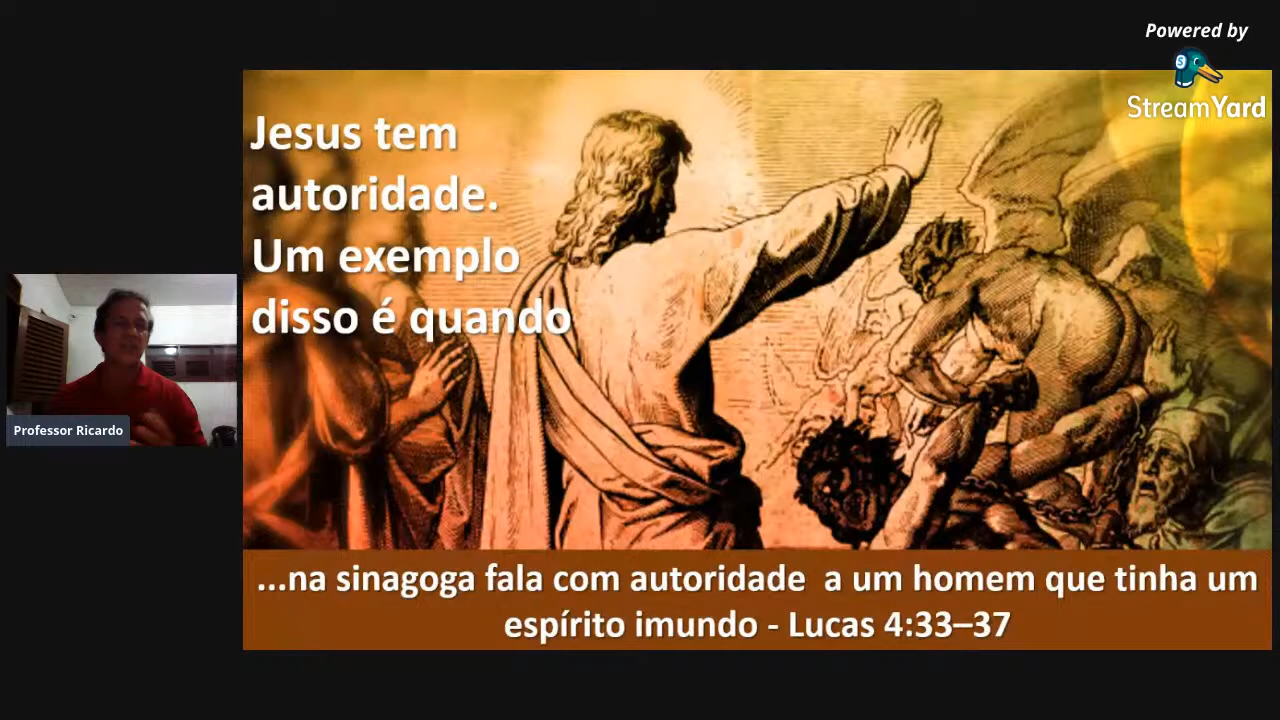 Powered by
StreamYard
Jesus tem
autoridade.
Um exemplo
disso é quando
Professor Ricardo
...na sinagoga fala com autoridade a um homem que tinha um
espírito imundo - Lucas 4:33–37